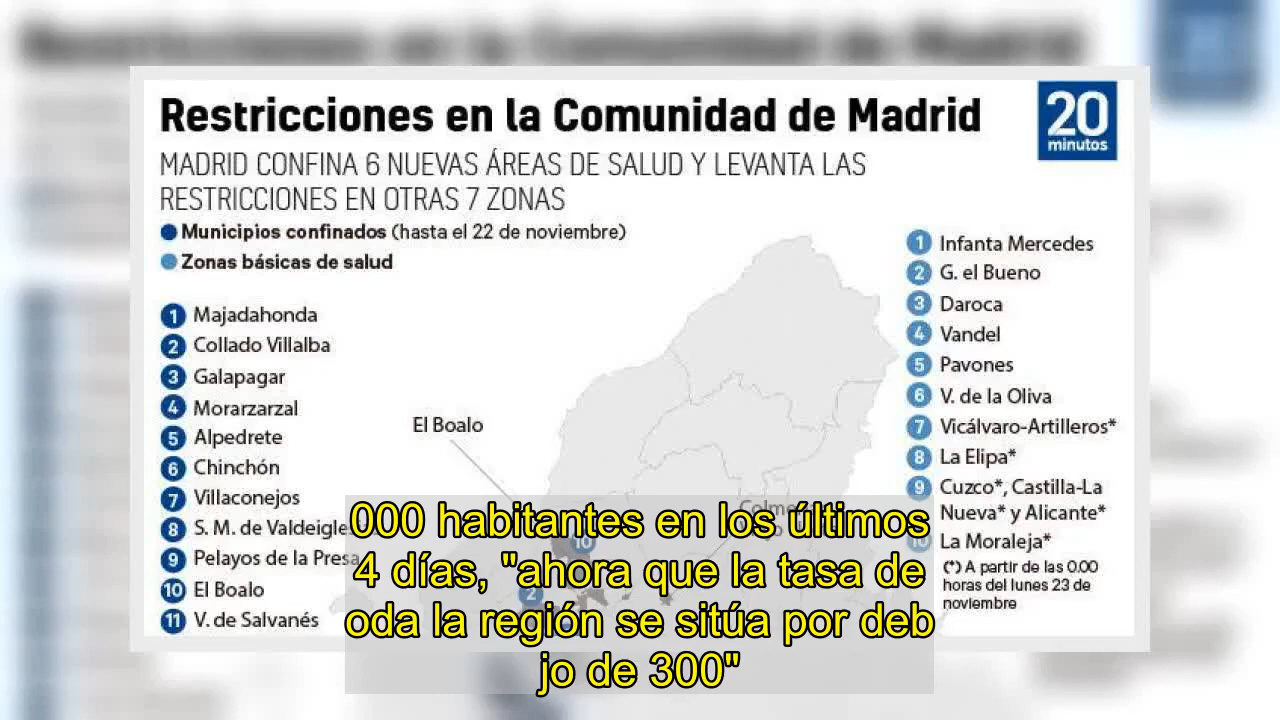 Restricciones en la Comunidad de Madrid
20
minutos
MADRID CONFINA 6 NUEVAS ÁREAS DE SALUD Y LEVANTA LAS
RESTRICCIONES EN OTRAS 7 ZONAS
Municipios confinados (hasta el 22 de noviembre)
Zonas básicas de salud
1 Majadahonda
2 Collado Villalba
3 Galapagar
4 Morarzarzal
5 Alpedrete
6 Chinchón
7 Villaconejos
8 S. M. de Valdeigle
9 Pelayos de la Presa
10 El Boalo
11 V. de Salvanés
El Boalo
10
2
1 Infanta Mercedes
2 G. el Bueno
3 Daroca
4 Vandel
5 Pavones
6 V. de la Oliva
7 Vicálvaro-Artilleros*
8 La Elipa*
9 Cuzco*, Castilla-La
Nueva* y Alicante*
10 La Moraleja*
(*) A partir de las 0.00
horas del lunes 23 de
noviembre
000 habitantes en los últimos
4 días, "ahora que la tasa de
oda la región se sitúa por deb
jo de 300"